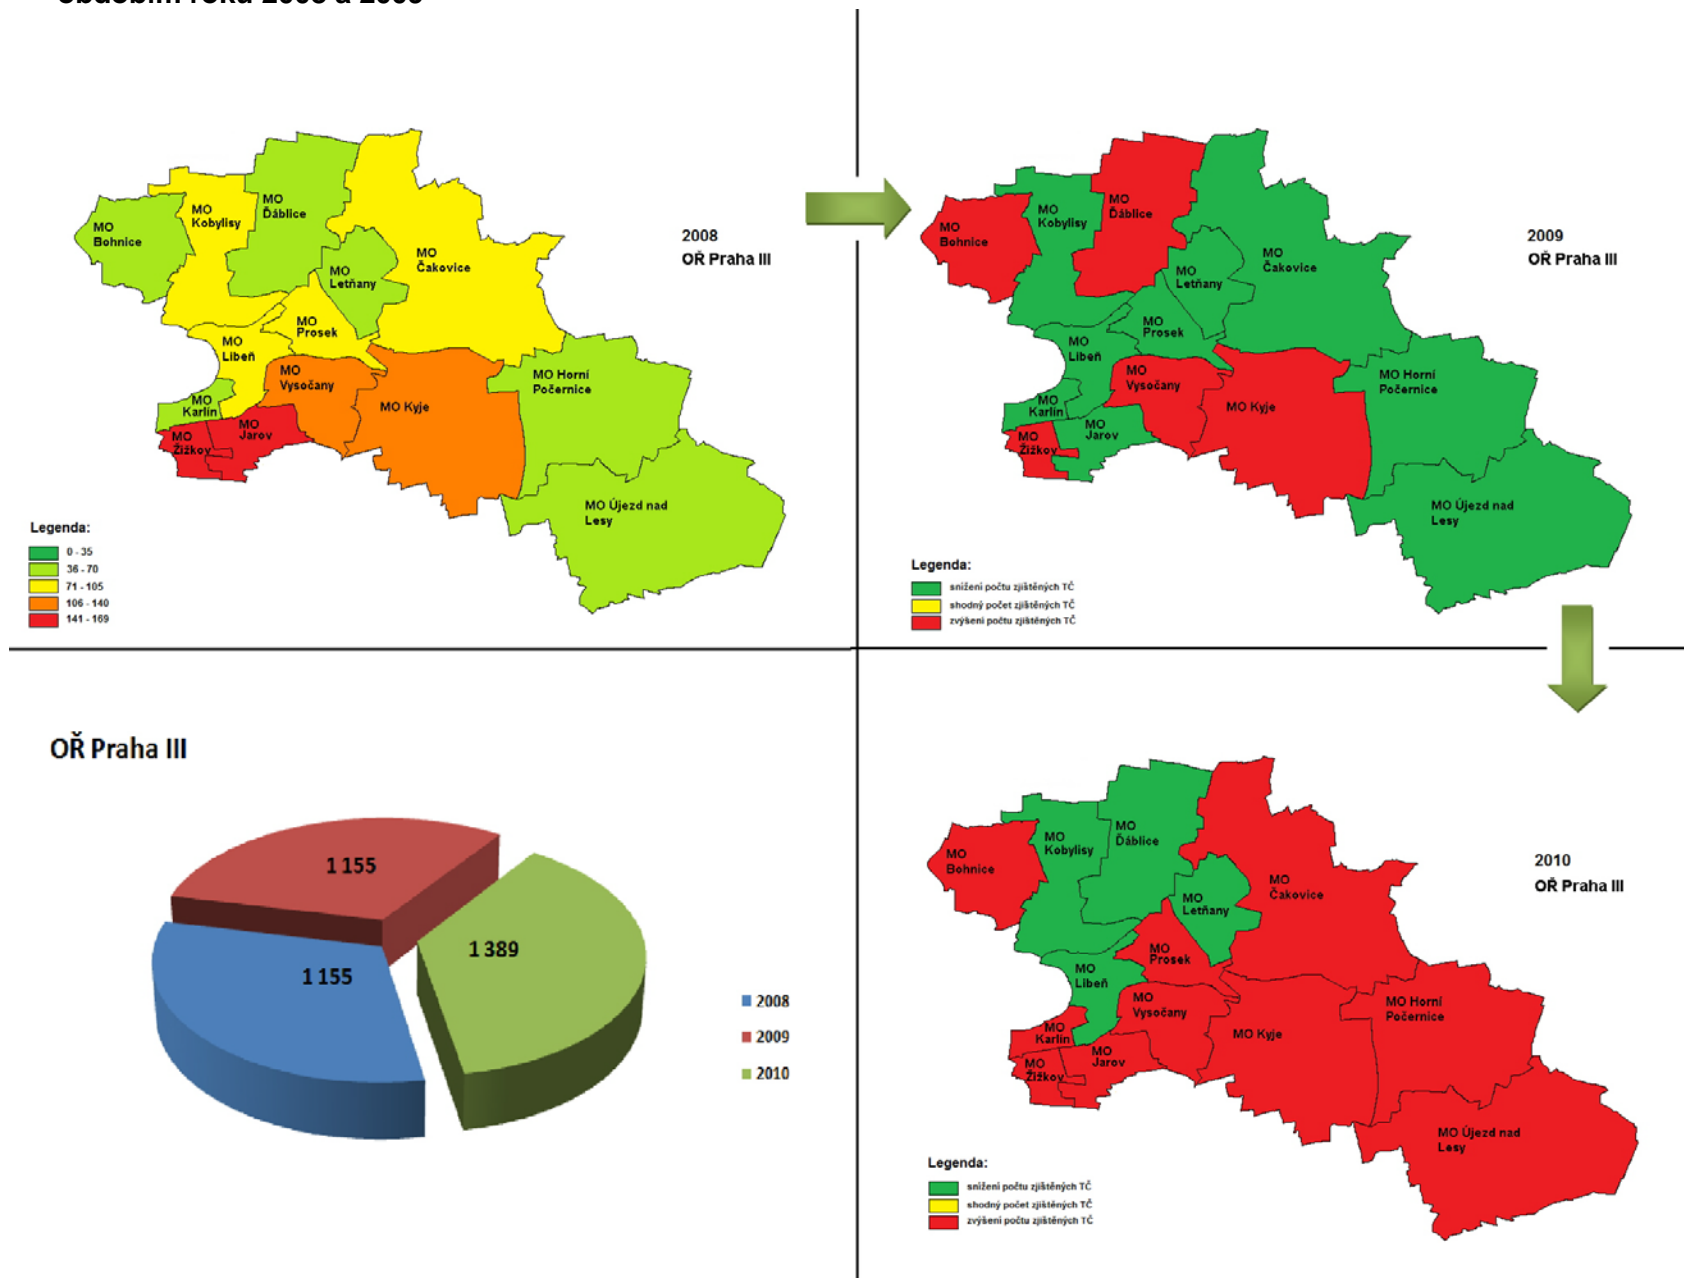 MO
Bohnice
MO
Kobylisy
MO
Ďáblice
MO
Letňany
MO
Čakovice
MO
Prosek
MO
Libeň
MO
Vysočany
MO
Karlín
MO
Žižkov
MO
Jarov
MO Kyje
MO Horní
Počernice
MO Újezd nad
Lesy
2008
OŘ Praha III
Legenda:
0 - 35
36 - 70
71 - 105
106 - 140
141 - 169
MO
Bohnice
MO
Kobylisy
MO
Ďáblice
MO
Letňany
MO
Čakovice
MO
Prosek
MO
Libeň
MO
Vysočany
MO
Karlín
MO
Žižkov
MO
Jarov
MO Kyje
MO Horní
Počernice
MO Újezd nad
Lesy
2009
OŘ Praha III
Legenda:
snížení počtu zjištěných TČ
shodný počet zjištěných TČ
zvýšení počtu zjištěných TČ
OŘ Praha III
1 155
1 389
1 155
2008
2009
2010
MO
Bohnice
MO
Kobylisy
MO
Ďáblice
MO
Letňany
MO
Čakovice
MO
Prosek
MO
Libeň
MO
Vysočany
MO
Karlín
MO
Žižkov
MO
Jarov
MO Kyje
MO Horní
Počernice
MO Újezd nad
Lesy
2010
OŘ Praha III
Legenda:
snížení počtu zjištěných TČ
shodný počet zjištěných TČ
zvýšení počtu zjištěných TČ